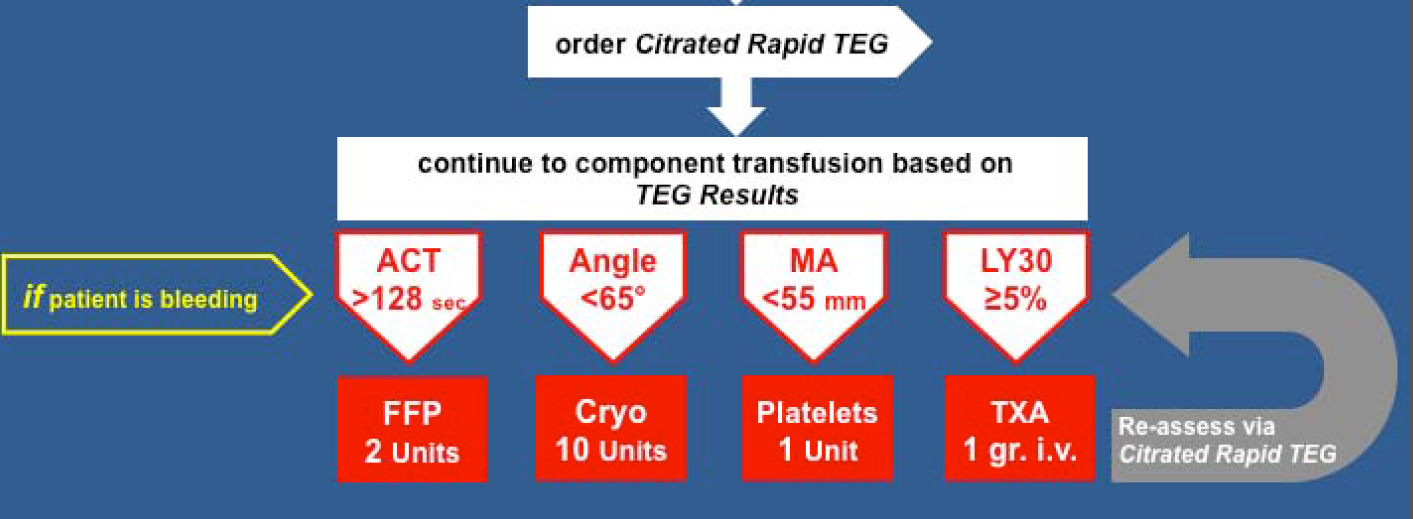 order Citrated Rapid TEG
continue to component transfusion based on
TEG Results
if patient is bleeding
ACT
>128 sec
Angle
<65°
MA
<55 mm
LY30
≥5%
FFP
2 Units
Cryo
10 Units
Platelets
1 Unit
TXA
1 gr. i.v.
Re-assess via
Citrated Rapid TEG